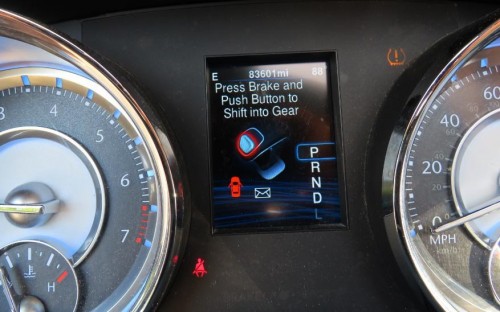 E 83601mi 88
Press Brake and
Push Button to
Shift into Gear
P
R
N
D
L
3
4
5
6
7
H
60
40
20
0
MPH
km/h